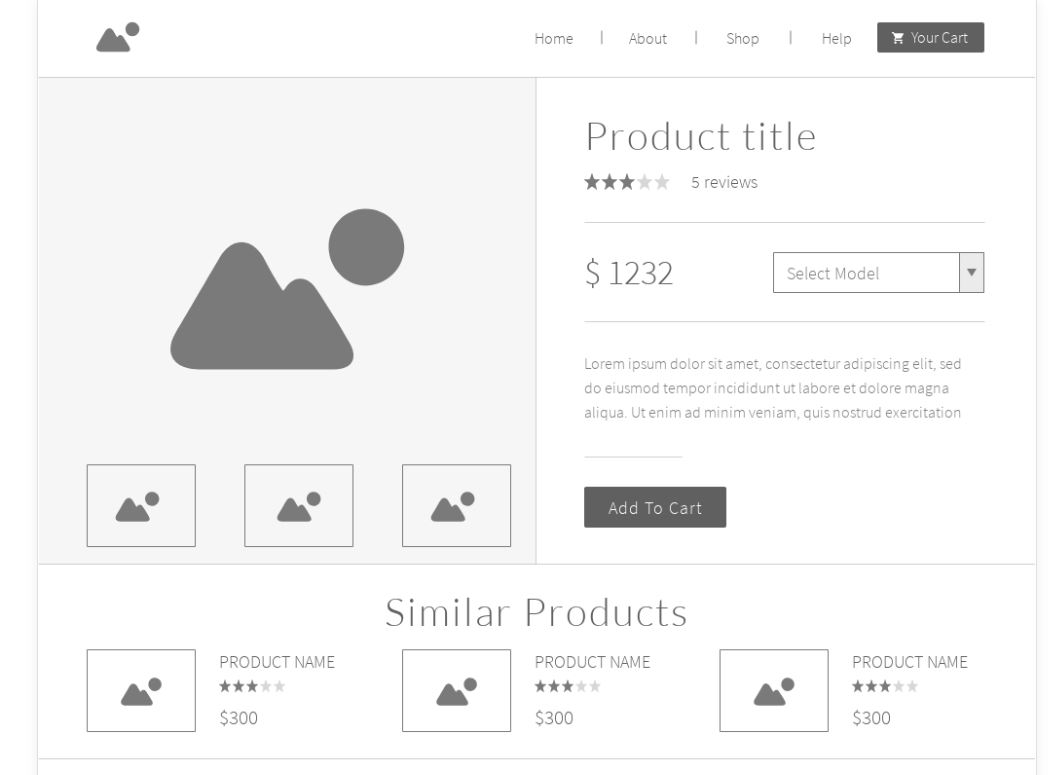 Home | About | Shop | Help Your Cart
Product title
5 reviews
$ 1232
Select Model
Lorem ipsum dolor sit amet, consectetur adipiscing elit, sed
do eiusmod tempor incididunt ut labore et dolore magna
aliqua. Ut enim ad minim veniam, quis nostrud exercitation
Add To Cart
Similar Products
PRODUCT NAME
$300
PRODUCT NAME
$300
PRODUCT NAME
$300